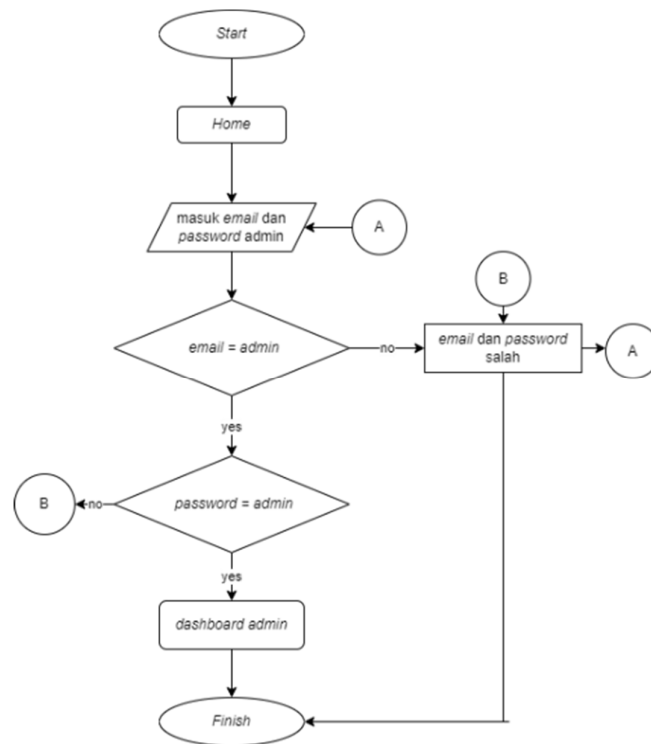 Start
Home
masuk email dan
password admin
A
B
email = admin
no
email dan password
salah
A
yes
B
no
password = admin
yes
dashboard admin
Finish